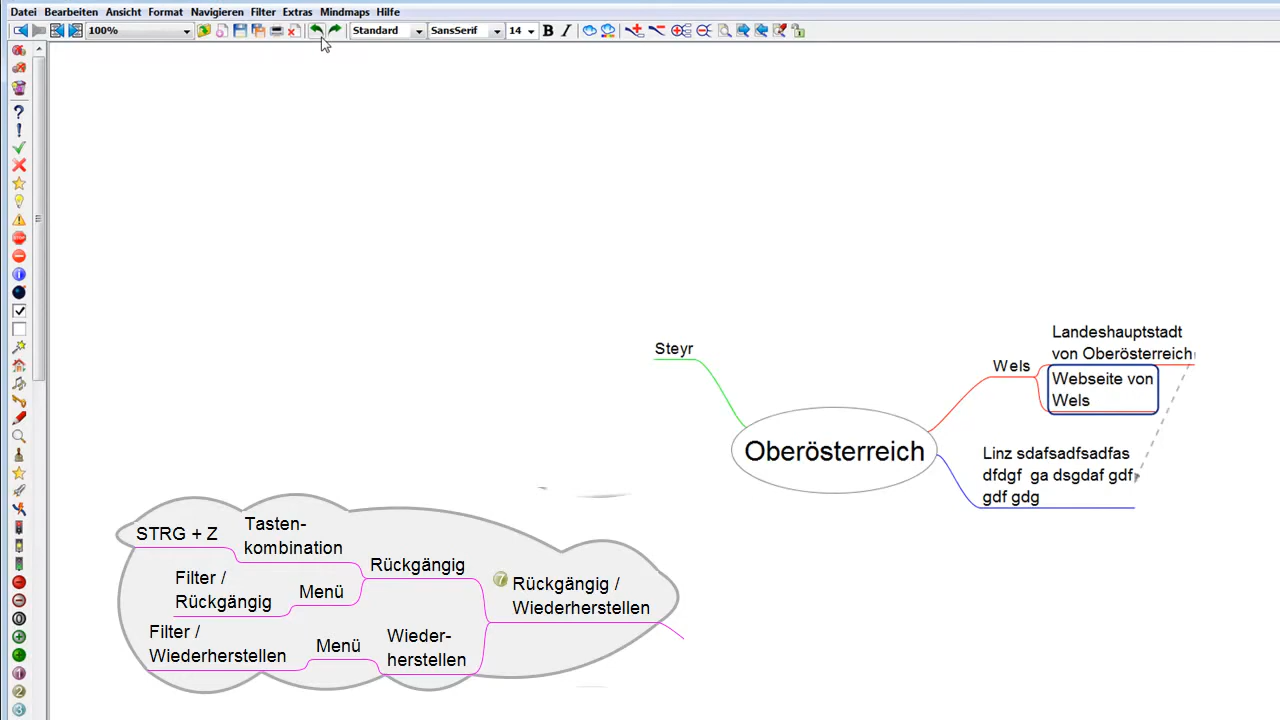 Datei Bearbeiten Ansicht Format Navigieren Filter Extras Mindmaps Hilfe
100% Standard SansSerif 14 B I
Landeshauptstadt
von Oberösterreich
Steyr
Wels
Webseite von
Wels
Oberösterreich
Linz sdafsadfsadfas
dfdgf ga dsgdaf gdf
gdf gdg
STRG + Z
Tasten-
kombination
Rückgängig
Filter /
Rückgängig
Menü
7
Rückgängig /
Wiederherstellen
Filter /
Wiederherstellen
Menü
Wieder-
herstellen